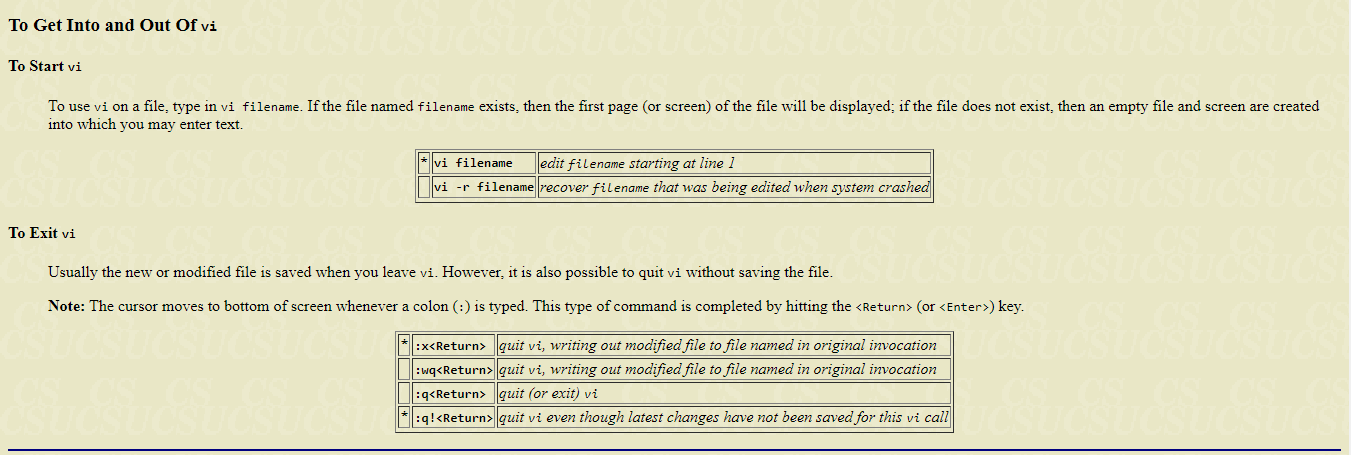 To Get Into and Out Of vi
To Start vi
To use vi on a file, type in vi filename. If the file named filename exists, then the first page (or screen) of the file will be displayed; if the file does not exist, then an empty file and screen are created
into which you may enter text.
* vi filename edit filename starting at line 1
vi -r filename recover filename that was being edited when system crashed
To Exit vi
Usually the new or modified file is saved when you leave vi. However, it is also possible to quit vi without saving the file.
Note: The cursor moves to bottom of screen whenever a colon (:) is typed. This type of command is completed by hitting the <Return> (or <Enter>) key.
* :x<Return> quit vi, writing out modified file to file named in original invocation
:wq<Return> quit vi, writing out modified file to file named in original invocation
:q<Return> quit (or exit) vi
* :q!<Return> quit vi even though latest changes have not been saved for this vi call